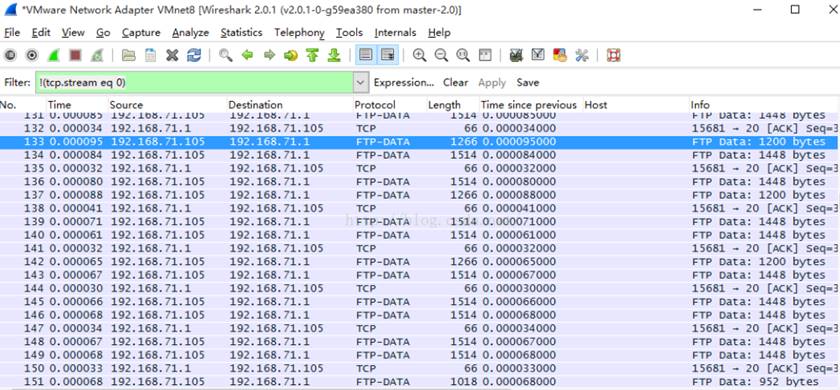 *VMware Network Adapter VMnet8 [Wireshark 2.0.1 (v2.0.1-0-g59ea380 from master-2.0)]
File Edit View Go Capture Analyze Statistics Telephony Tools Internals Help
Filter: !(tcp.stream eq 0) Expression... Clear Apply Save
No. Time Source Destination Protocol Length Time since previous Host Info
131 0.000085 192.168.71.105 192.168.71.1 FTP-DATA 1514 0.000085000 FTP Data: 1448 bytes
132 0.000034 192.168.71.1 192.168.71.105 TCP 66 0.000034000 15681 → 20 [ACK] Seq=3
133 0.000095 192.168.71.105 192.168.71.1 FTP-DATA 1266 0.000095000 FTP Data: 1200 bytes
134 0.000084 192.168.71.105 192.168.71.1 FTP-DATA 1514 0.000084000 FTP Data: 1448 bytes
135 0.000032 192.168.71.1 192.168.71.105 TCP 66 0.000032000 15681 → 20 [ACK] Seq=3
136 0.000080 192.168.71.105 192.168.71.1 FTP-DATA 1514 0.000080000 FTP Data: 1448 bytes
137 0.000088 192.168.71.105 192.168.71.1 FTP-DATA 1266 0.000088000 FTP Data: 1200 bytes
138 0.000041 192.168.71.1 192.168.71.105 TCP 66 0.000041000 15681 → 20 [ACK] Seq=3
139 0.000071 192.168.71.105 192.168.71.1 FTP-DATA 1514 0.000071000 FTP Data: 1448 bytes
140 0.000061 192.168.71.105 192.168.71.1 FTP-DATA 1514 0.000061000 FTP Data: 1448 bytes
141 0.000032 192.168.71.1 192.168.71.105 TCP 66 0.000032000 15681 → 20 [ACK] Seq=3
142 0.000065 192.168.71.105 192.168.71.1 FTP-DATA 1266 0.000065000 FTP Data: 1200 bytes
143 0.000067 192.168.71.105 192.168.71.1 FTP-DATA 1514 0.000067000 FTP Data: 1448 bytes
144 0.000030 192.168.71.1 192.168.71.105 TCP 66 0.000030000 15681 → 20 [ACK] Seq=3
145 0.000066 192.168.71.105 192.168.71.1 FTP-DATA 1514 0.000066000 FTP Data: 1448 bytes
146 0.000068 192.168.71.105 192.168.71.1 FTP-DATA 1514 0.000068000 FTP Data: 1448 bytes
147 0.000034 192.168.71.1 192.168.71.105 TCP 66 0.000034000 15681 → 20 [ACK] Seq=3
148 0.000067 192.168.71.105 192.168.71.1 FTP-DATA 1514 0.000067000 FTP Data: 1448 bytes
149 0.000068 192.168.71.105 192.168.71.1 FTP-DATA 1514 0.000068000 FTP Data: 1448 bytes
150 0.000033 192.168.71.1 192.168.71.105 TCP 66 0.000033000 15681 → 20 [ACK] Seq=3
151 0.000068 192.168.71.105 192.168.71.1 FTP-DATA 1018 0.000068000 FTP Data: 952 bytes